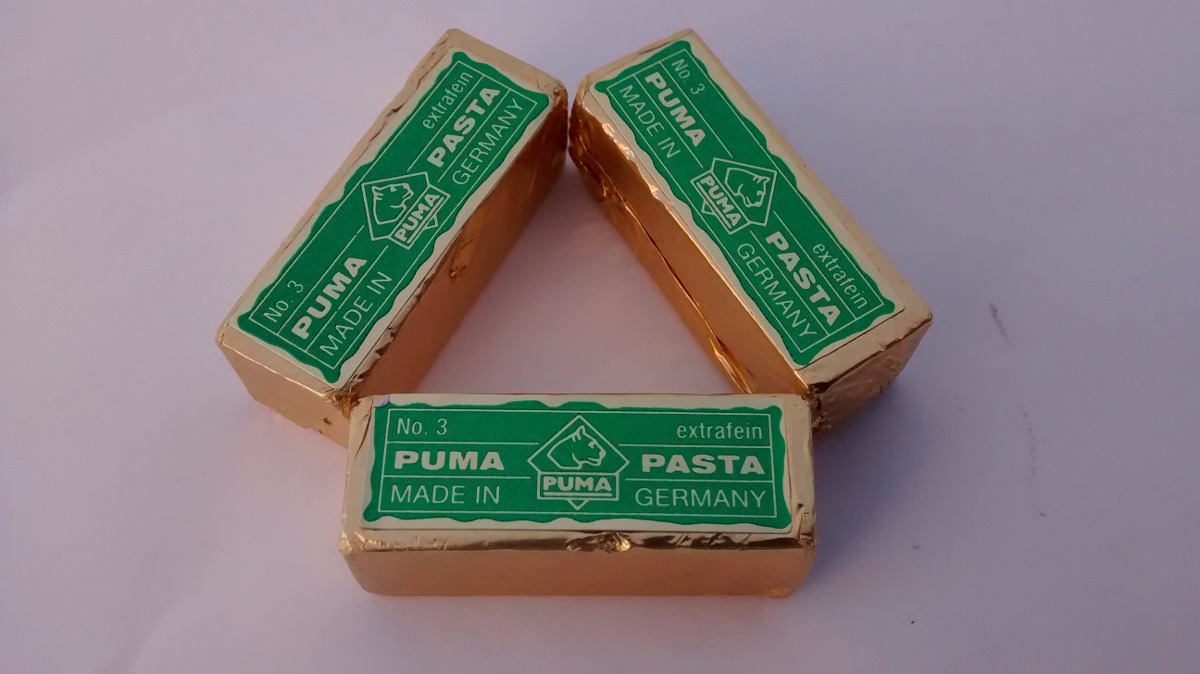 extrafein
PASTA
GERMANY
PUMA
No. 3
PUMA
MADE IN
No. 3
PUMA
MADE IN
PUMA
extrafein
PASTA
GERMANY
No. 3 extrafein
PUMA PASTA
PUMA
MADE IN GERMANY